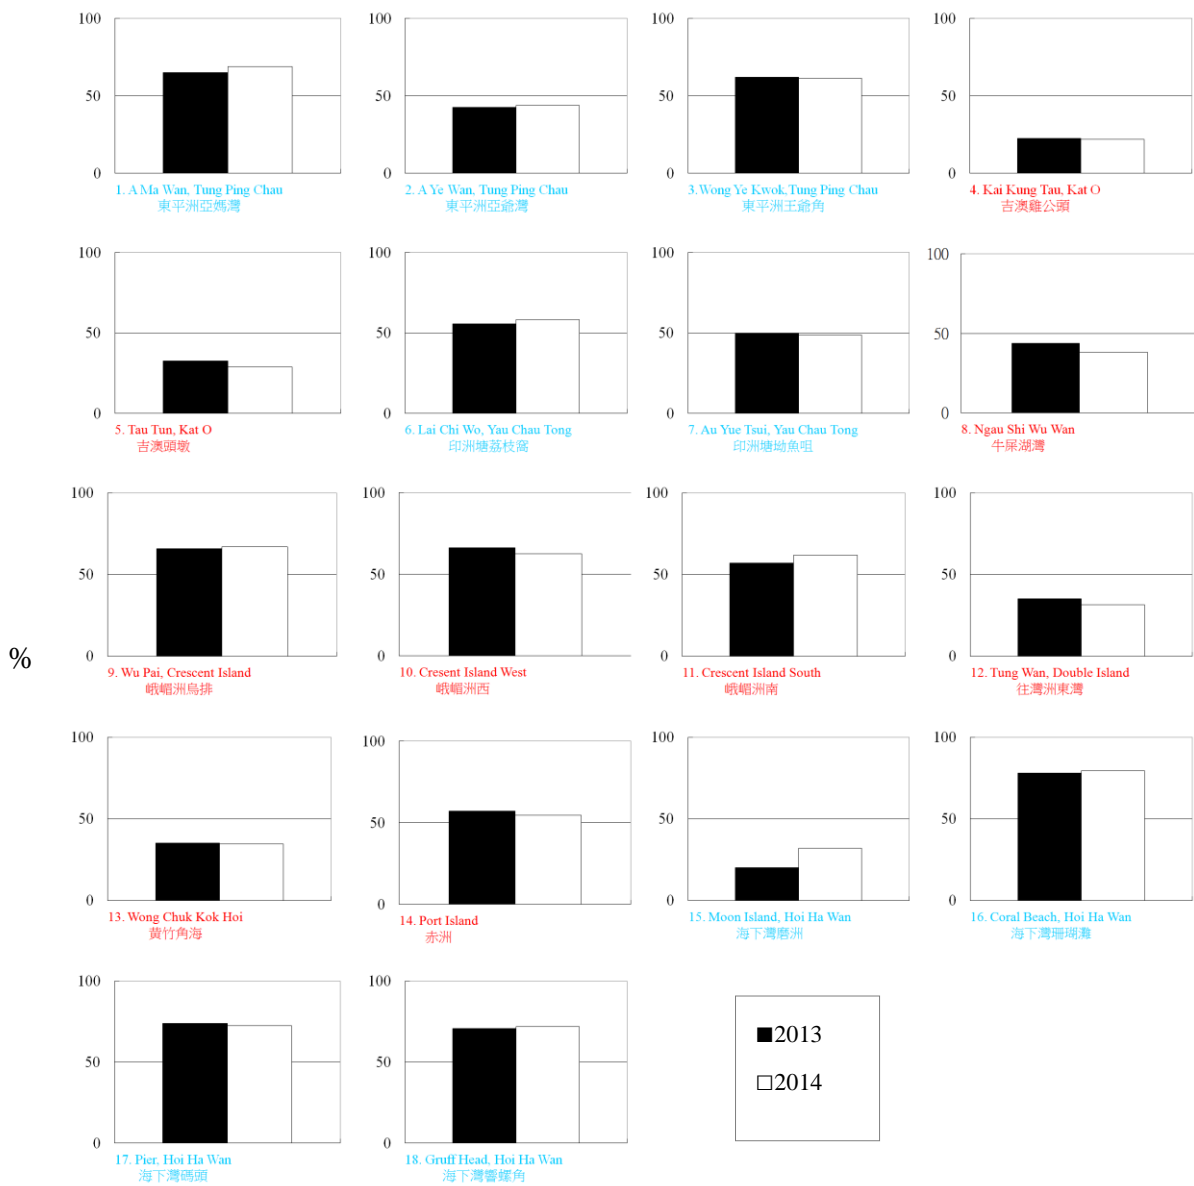 100
50
0
1. A Ma Wan, Tung Ping Chau
東平洲亞媽灣
100
50
0
2. A Ye Wan, Tung Ping Chau
東平洲亞爺灣
100
50
0
3.Wong Ye Kwok,Tung Ping Chau
東平洲王爺角
100
50
0
4. Kai Kung Tau, Kat O
吉澳雞公頭
100
50
0
5. Tau Tun, Kat O
吉澳頭墩
100
50
0
6. Lai Chi Wo, Yau Chau Tong
印洲塘荔枝窩
100
50
0
7. Au Yue Tsui, Yau Chau Tong
印洲塘坳魚咀
100
50
0
8. Ngau Shi Wu Wan
牛屎湖灣
%
100
50
0
9. Wu Pai, Crescent Island
峨嵋洲烏排
100
50
0
10. Cresent Island West
峨嵋洲西
100
50
0
11. Crescent Island South
峨嵋洲南
100
50
0
12. Tung Wan, Double Island
往灣洲東灣
100
50
0
13. Wong Chuk Kok Hoi
黃竹角海
100
50
0
14. Port Island
赤洲
100
50
0
15. Moon Island, Hoi Ha Wan
海下灣磨洲
100
50
0
16. Coral Beach, Hoi Ha Wan
海下灣珊瑚灘
100
50
0
17. Pier, Hoi Ha Wan
海下灣碼頭
100
50
0
18. Gruff Head, Hoi Ha Wan
海下灣響螺角
2013
2014